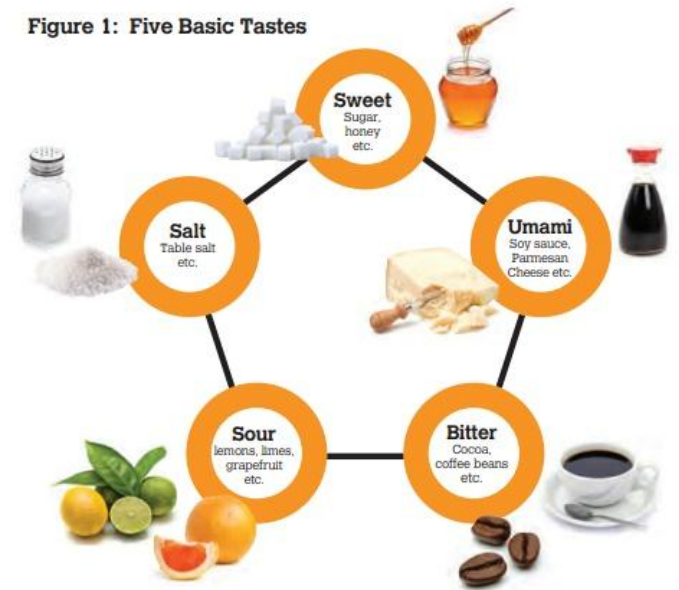 Figure 1: Five Basic Tastes
Sweet
Sugar,
honey
etc.
Salt
Table salt
etc.
Umami
Soy sauce,
Parmesan
Cheese etc.
Sour
lemons, limes,
grapefruit
etc.
Bitter
Cocoa,
coffee beans
etc.